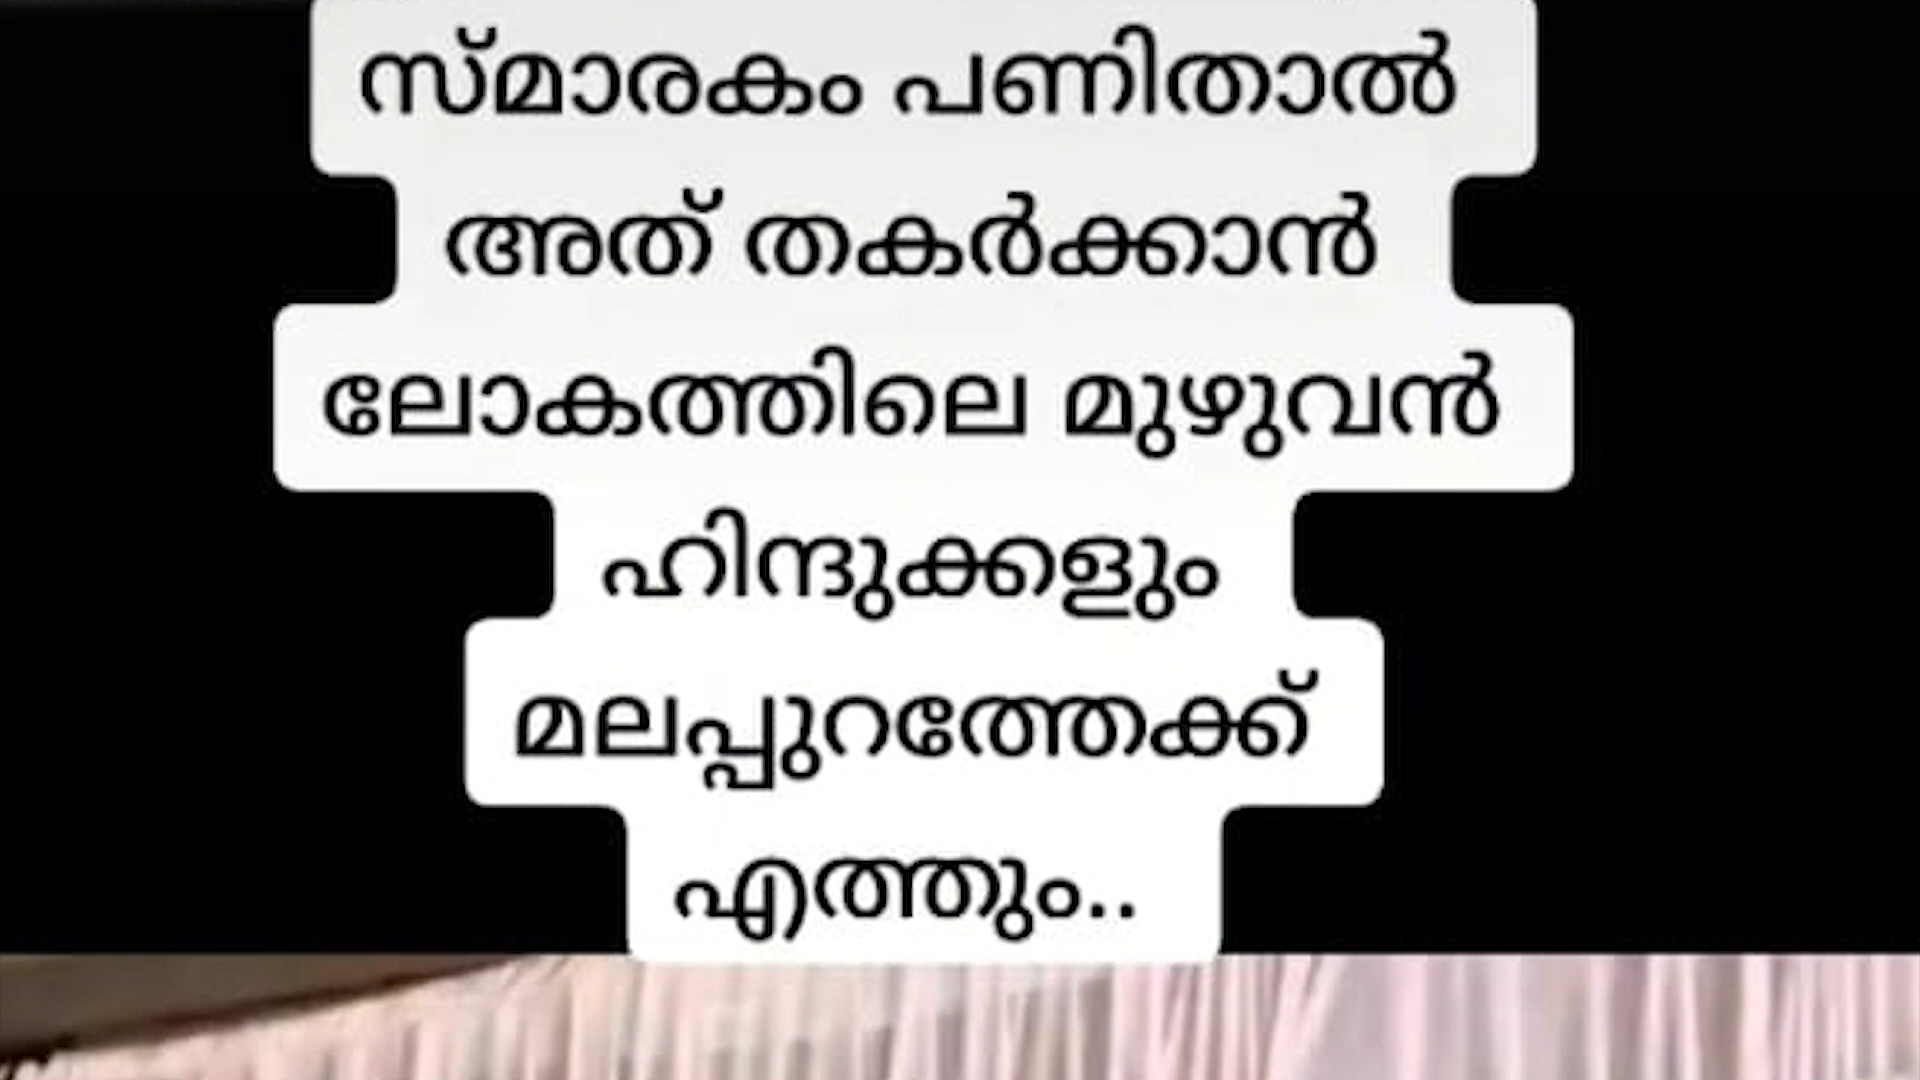 സ്മാരകം പണിതാൽ
അത് തകർക്കാൻ
ലോകത്തിലെ മുഴുവൻ
ഹിന്ദുക്കളും
മലപ്പുറത്തേക്ക്
എത്തും..